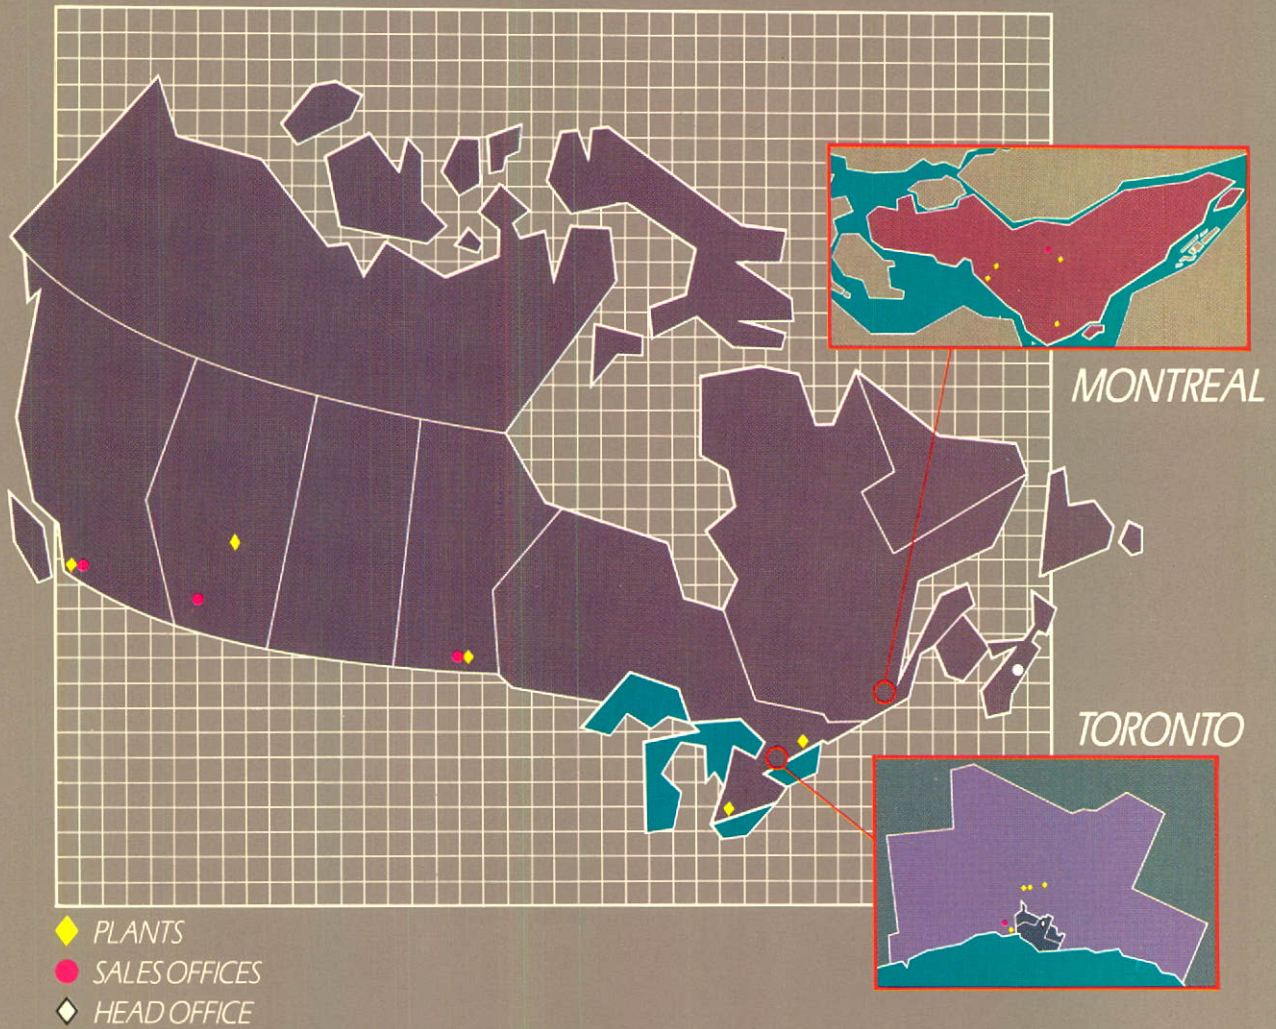 MONTREAL
TORONTO
PLANTS
SALES OFFICES
HEAD OFFICE